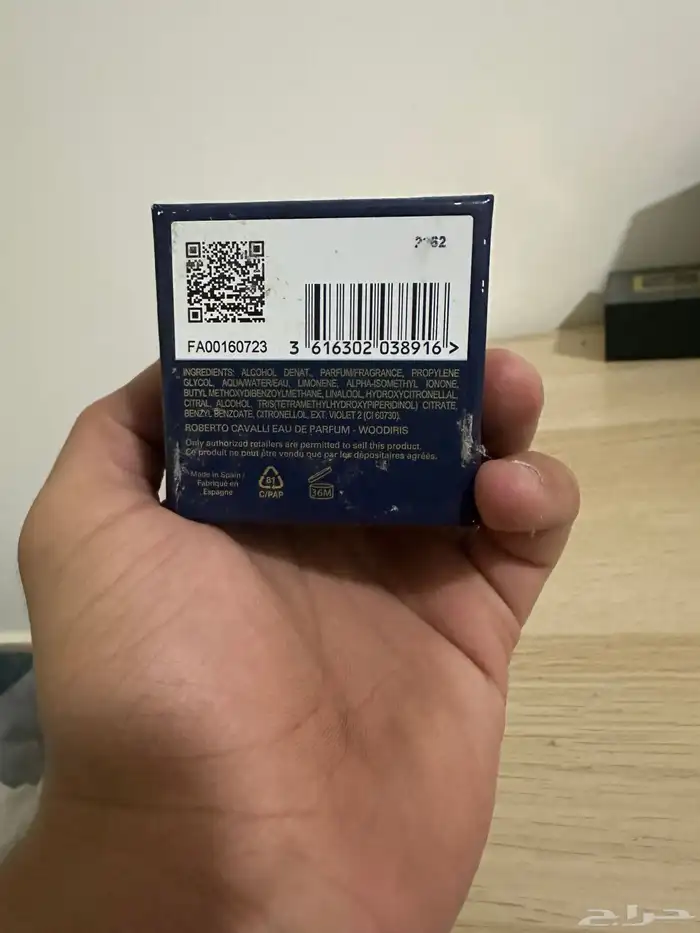 FA00160723
3 616302 038916 >
INGREDIENTS: ALCOHOL DENAT., PARFUM/FRAGRANCE, PROPYLENE
GLYCOL, AQUA/WATER/EAU, LIMONENE, ALPHA-ISOMETHYL IONONE,
BUTYL METHOXYDIBENZOYLMETHANE, LINALOOL, HYDROXYCITRONELLAL,
CITRAL, ALCOHOL, TRIS(TETRAMETHYLHYDROXYPIPERIDINOL) CITRATE,
BENZYL BENZOATE, CITRONELLOL, EXT. VIOLET 2 (CI 60730).
ROBERTO CAVALLI EAU DE PARFUM - WOODIRIS
Only authorized retailers are permitted to sell this product.
Ce produit ne peut être vendu que par les dépositaires agréés.
Made in Spain /
Fabriqué en
Espagne
81
C/PAP
36M
حراج